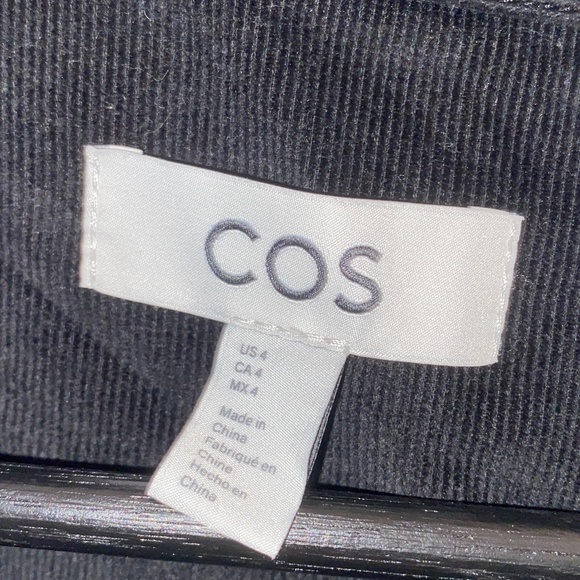 COS
US 4
CA 4
MX 4
Made in
China
Fabriqué en
Chine
Hecho en
China